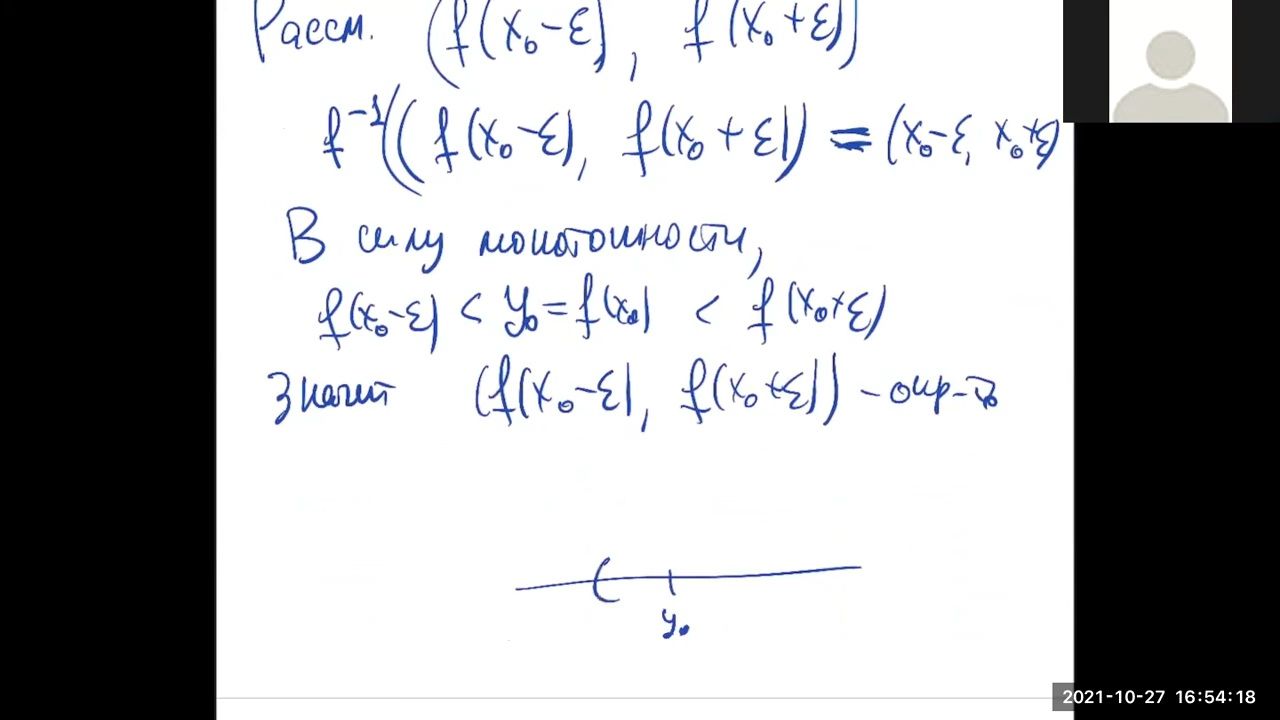 Рассм. (f(x₀-ε), f(x₀+ε))
f⁻¹((f(x₀-ε), f(x₀+ε)) = (x₀-ε, x₀+ε)
В силу монотонности,
f(x₀-ε) < y₀ = f(x₀) < f(x₀+ε)
Значит (f(x₀-ε), f(x₀+ε)) - окр-ть
( y₀
2021-10-27 16:54:18